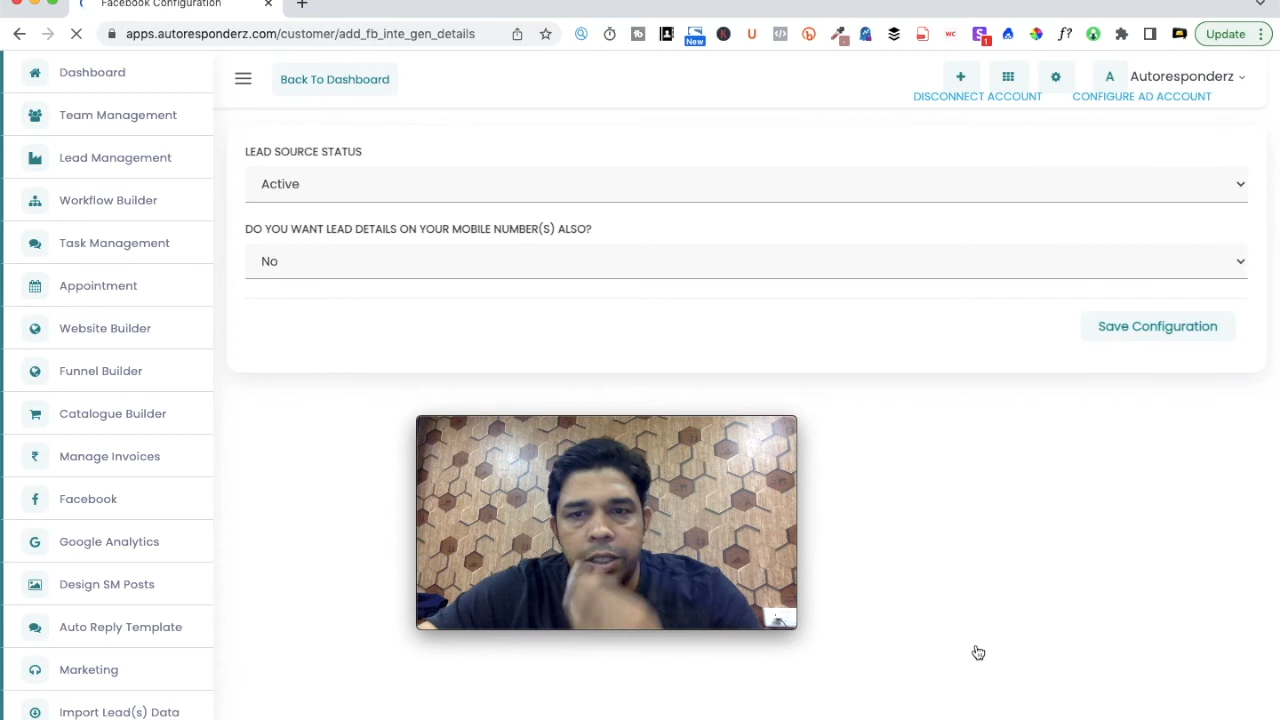 Facebook Configuration
apps.autoresponderz.com/customer/add_fb_inte_gen_details
New
U
WC
S
1
f?
Update
Dashboard
Team Management
Lead Management
Workflow Builder
Task Management
Appointment
Website Builder
Funnel Builder
Catalogue Builder
Manage Invoices
Facebook
Google Analytics
Design SM Posts
Auto Reply Template
Marketing
Import Lead(s) Data
Back To Dashboard
A
Autoresponderz
DISCONNECT ACCOUNT
CONFIGURE AD ACCOUNT
LEAD SOURCE STATUS
Active
DO YOU WANT LEAD DETAILS ON YOUR MOBILE NUMBER(S) ALSO?
No
Save Configuration